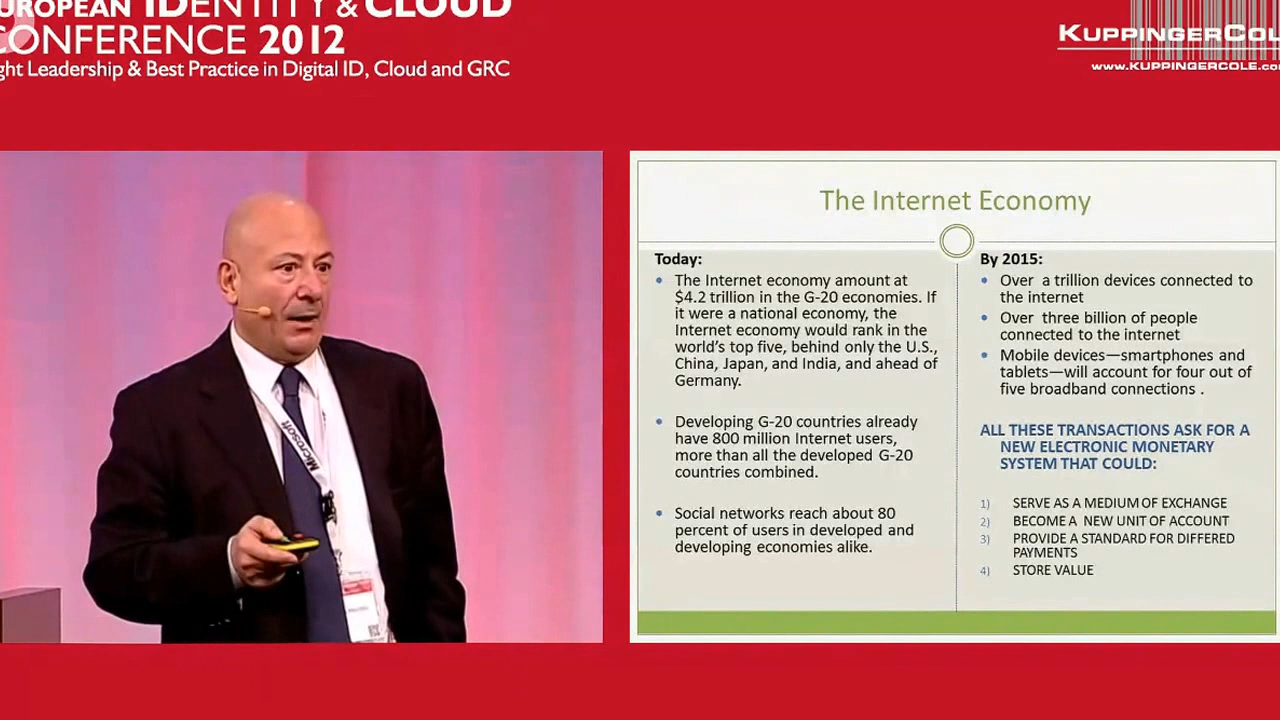 EUROPEAN IDENTITY & CLOUD
CONFERENCE 2012
ght Leadership & Best Practice in Digital ID, Cloud and GRC
KUPPINGERCOL
www.KUPPINGERCOLE.co
Microsoft
The Internet Economy
Today:
• The Internet economy amount at
$4.2 trillion in the G-20 economies. If
it were a national economy, the
Internet economy would rank in the
world's top five, behind only the U.S.,
China, Japan, and India, and ahead of
Germany.
• Developing G-20 countries already
have 800 million Internet users,
more than all the developed G-20
countries combined.
• Social networks reach about 80
percent of users in developed and
developing economies alike.
By 2015:
• Over a trillion devices connected to
the internet
• Over three billion of people
connected to the internet
• Mobile devices—smartphones and
tablets—will account for four out of
five broadband connections .
ALL THESE TRANSACTIONS ASK FOR A
NEW ELECTRONIC MONETARY
SYSTEM THAT COULD:
1) SERVE AS A MEDIUM OF EXCHANGE
2) BECOME A NEW UNIT OF ACCOUNT
3) PROVIDE A STANDARD FOR DIFFERED
PAYMENTS
4) STORE VALUE